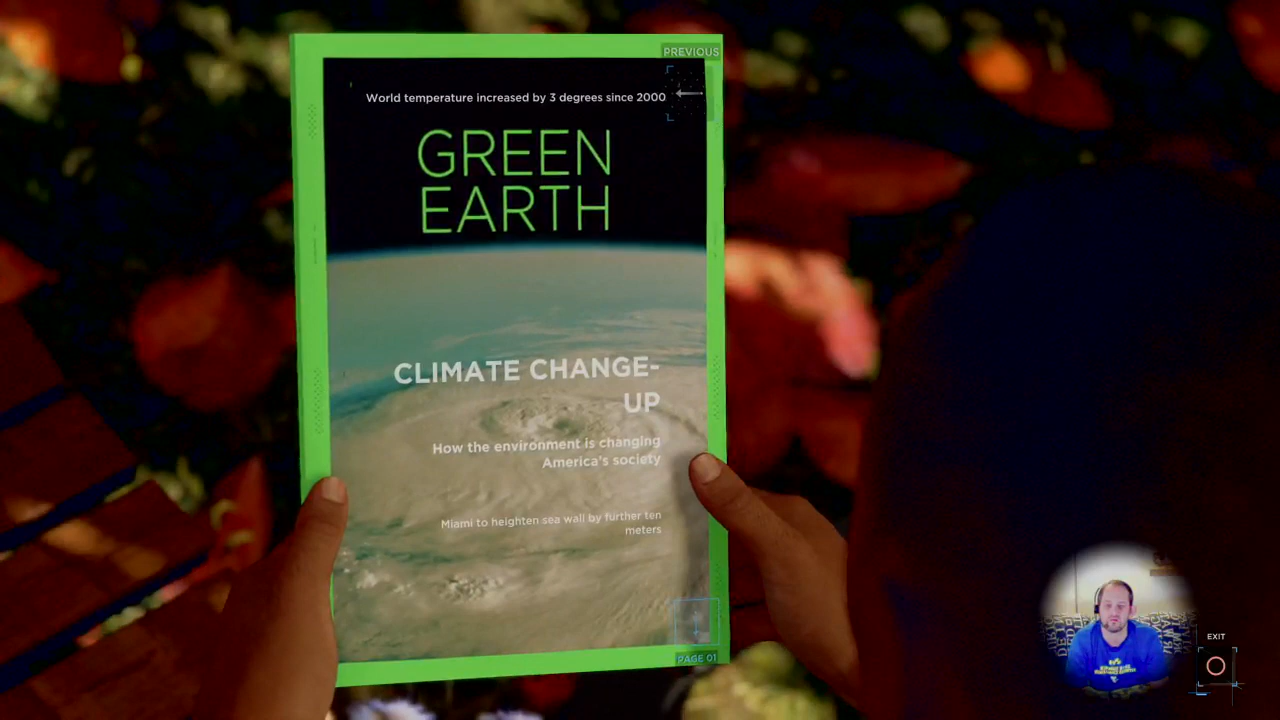 PREVIOUS
World temperature increased by 3 degrees since 2000
GREEN
EARTH
CLIMATE CHANGE-
UP
How the environment is changing
America's society
Miami to heighten sea wall by further ten
meters
PAGE 01
EXIT